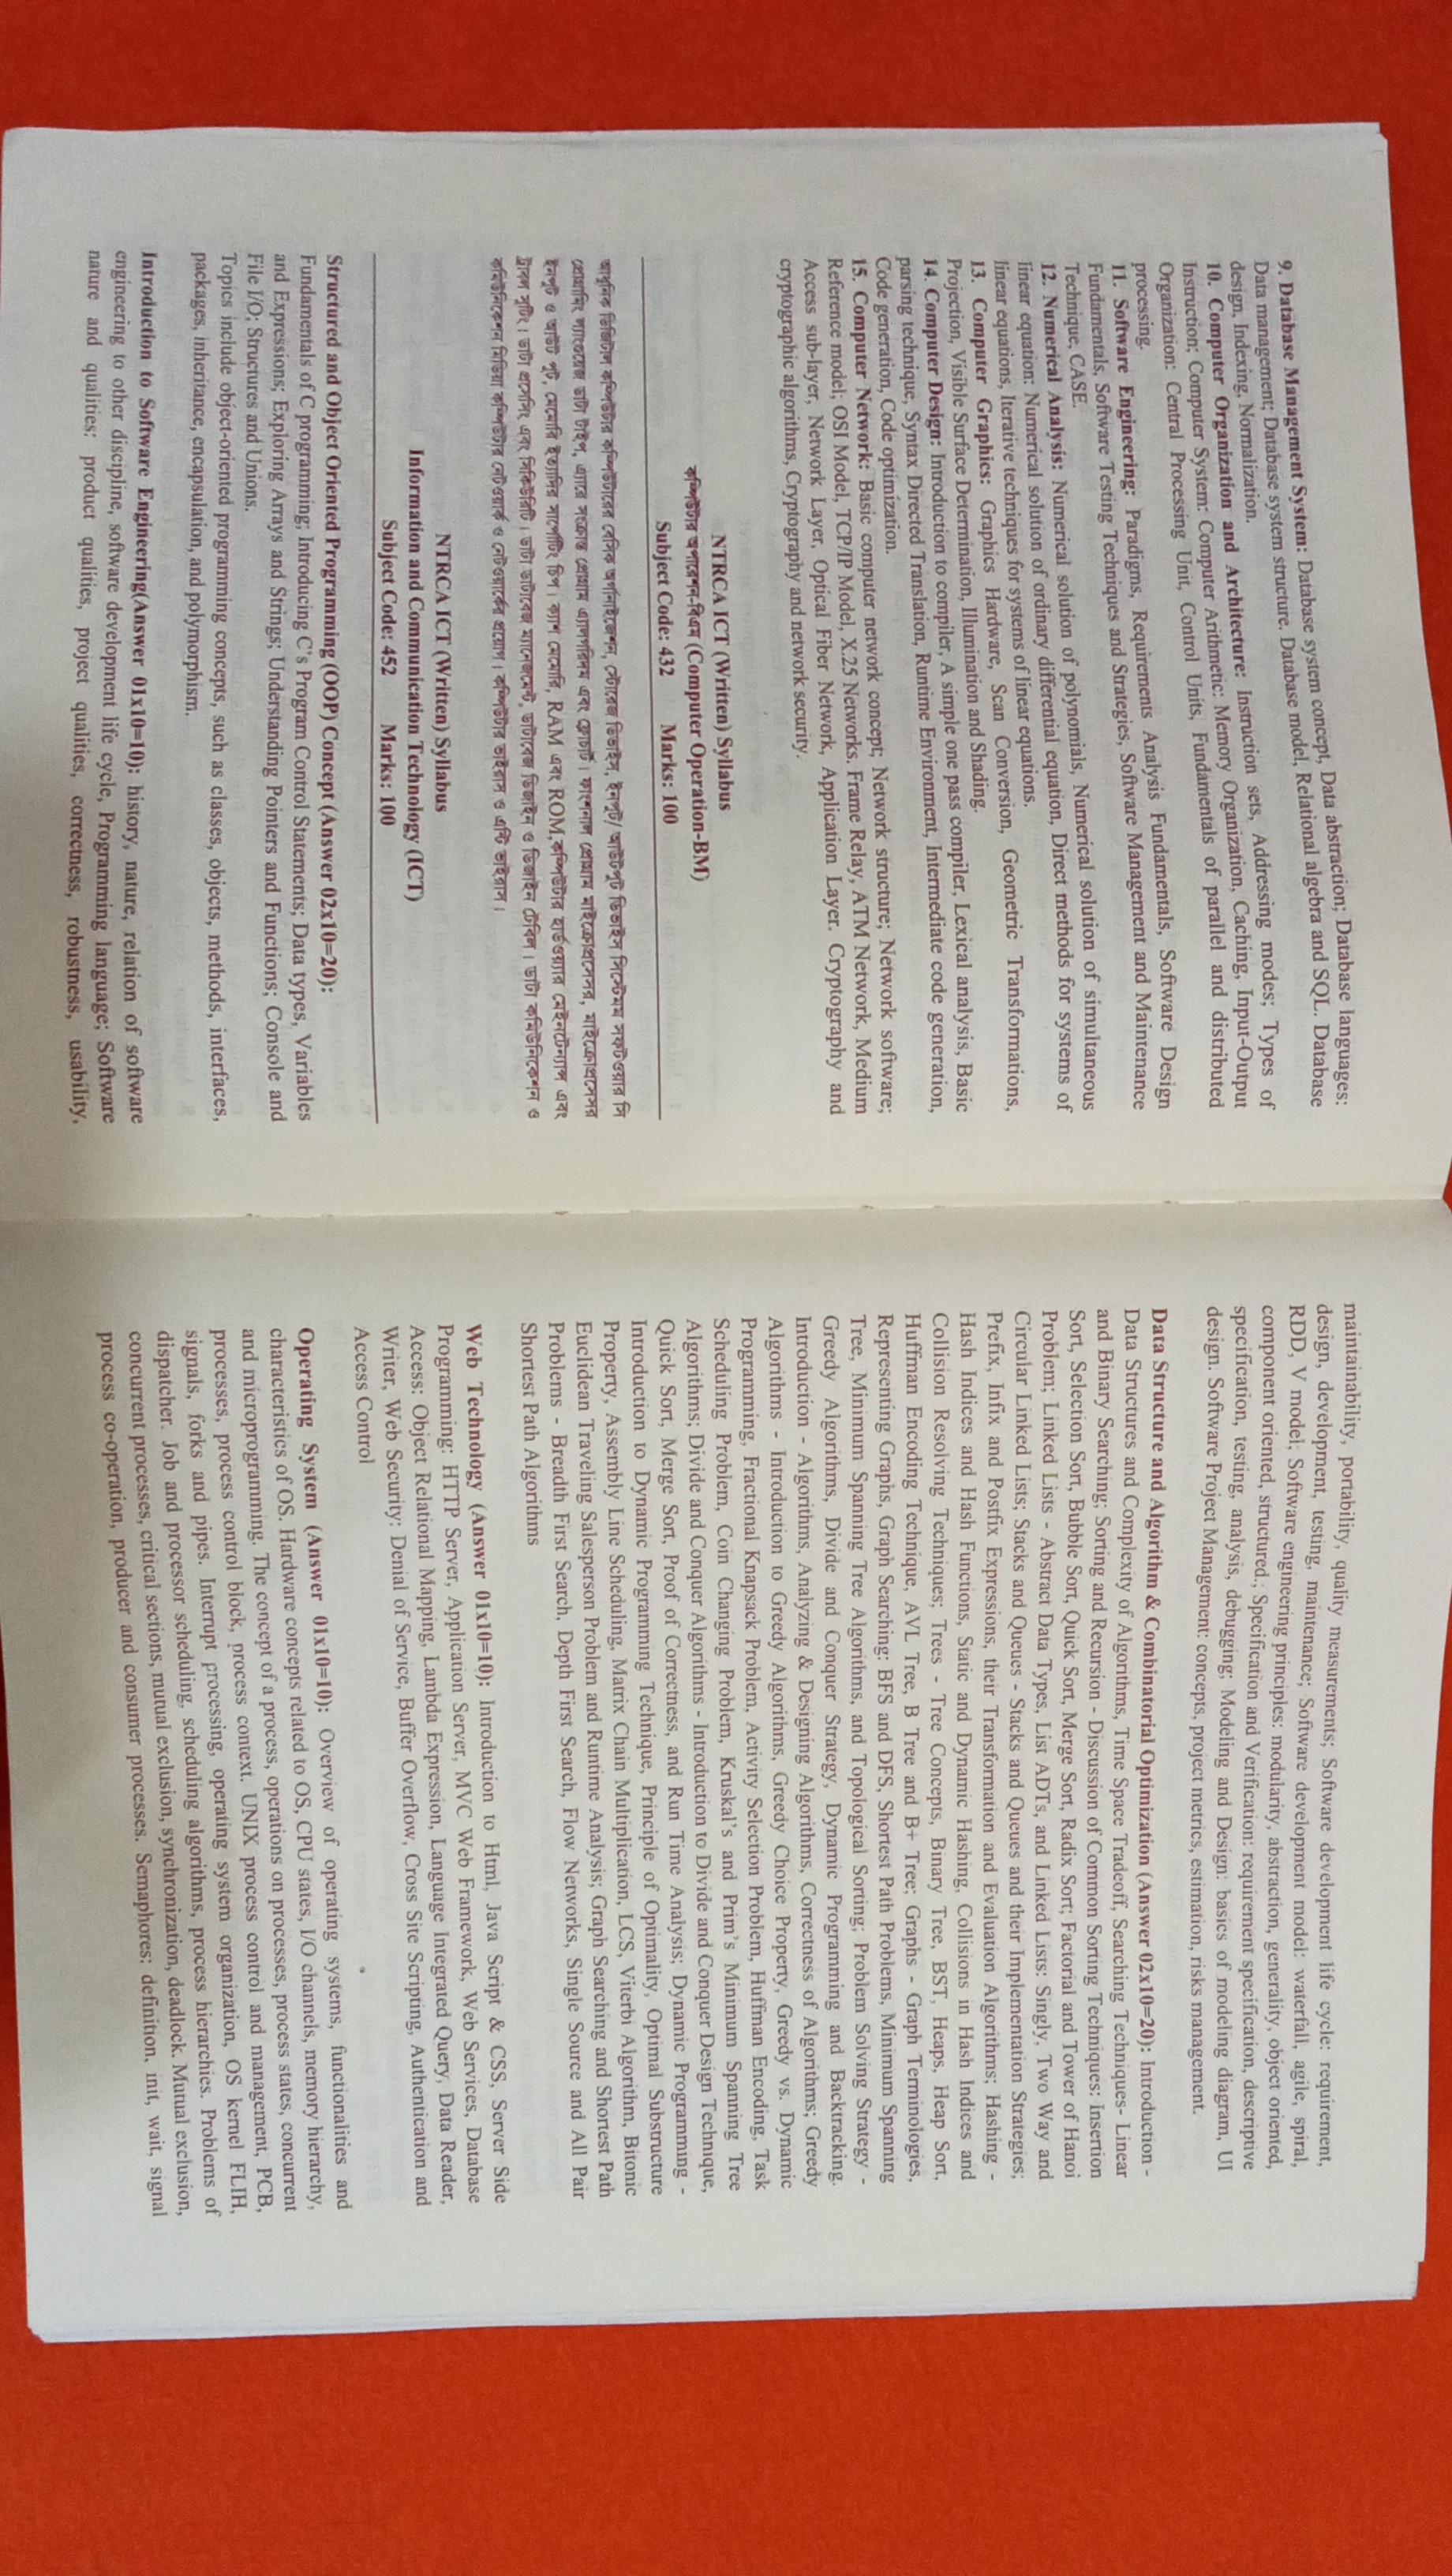 9. Database Management System: Database system concept, Data abstraction; Database languages:
Data management; Database system structure. Database model, Relational algebra and SQL. Database
design, Indexing, Normalization.
10. Computer Organization and Architecture: Instruction sets, Addressing modes; Types of
Instruction; Computer System: Computer Arithmetic: Memory Organization, Caching, Input-Output
Organization: Central Processing Unit, Control Units, Fundamentals of parallel and distributed
processing.
11. Software Engineering: Paradigms, Requirements Analysis Fundamentals, Software Design
Fundamentals, Software Testing Techniques and Strategies, Software Management and Maintenance
Technique, CASE.
12. Numerical Analysis: Numerical solution of polynomials, Numerical solution of simultaneous
linear equation: Numerical solution of ordinary differential equation, Direct methods for systems of
linear equations, Iterative techniques for systems of linear equations.
13. Computer Graphics: Graphics Hardware, Scan Conversion, Geometric Transformations,
Projection, Visible Surface Determination, Illumination and Shading.
14. Computer Design: Introduction to compiler, A simple one pass compiler, Lexical analysis, Basic
parsing technique, Syntax Directed Translation, Runtime Environment, Intermediate code generation,
Code generation, Code optimization.
15. Computer Network: Basic computer network concept; Network structure; Network software;
Reference model; OSI Model, TCP/IP Model, X.25 Networks. Frame Relay, ATM Network, Medium
Access sub-layer, Network Layer, Optical Fiber Network, Application Layer. Cryptography and
cryptographic algorithms, Cryptography and network security.
NTRCA ICT (Written) Syllabus
কম্পিউটার অপারেশন-বিএম (Computer Operation-BM)
Subject Code: 432 Marks: 100
আধুনিক ডিজিটাল কম্পিউটার কম্পিউটারের বেসিক অর্গানাইজেশন, স্টোরেজ ডিভাইস, ইনপুট/ আউটপুট ডিভাইস সিস্টেমম সফটওয়ার সি
প্রোগ্রামিং ল্যাংগুয়েজ ডাটা টাইপ, এ্যারে সংক্রান্ত প্রোগ্রাম এ্যালগরিদম এবং ফ্লোচার্ট। ফাংশনাল প্রোগ্রাম মাইক্রোপ্রসেসর, মাইক্রোপ্রসেসর
ইনপুট ও আউট পুট, মেমোরি ইত্যাদির সাপোর্টিং চিপ। ক্যাশ মেমোরি, RAM এবং ROM,কম্পিউটার হার্ডওয়্যার মেইনটেন্যান্স এবং
ট্রাবল সুটিং। ডাটা প্রসেসিং এবং সিকিউরিটি। ডাটা ডাটাবেজ ম্যানেজমেন্ট, ডাটাবেজ ডিজাইন ও ডিজাইন টেবিল। ডাটা কমিউনিকেশন ও
কমিউনিকেশন মিডিয়া কম্পিউটার নেটওয়ার্ক ও নেটওয়ার্কের প্রয়োগ। কম্পিউটার ভাইরাস ও এন্টি ভাইরাস।
NTRCA ICT (Written) Syllabus
Information and Communication Technology (ICT)
Subject Code: 452 Marks: 100
Structured and Object Oriented Programming (OOP) Concept (Answer 02x10=20):
Fundamentals of C programming; Introducing C's Program Control Statements; Data types, Variables
and Expressions; Exploring Arrays and Strings; Understanding Pointers and Functions; Console and
File I/O; Structures and Unions.
Topics include object-oriented programming concepts, such as classes, objects, methods, interfaces,
packages, inheritance, encapsulation, and polymorphism.
Introduction to Software Engineering(Answer 01x10=10): history, nature, relation of software
engineering to other discipline, software development life cycle, Programming language; Software
nature and qualities: product qualities, project qualities, correctness, robustness, usability,
maintainability, portability, quality measurements; Software development life cycle: requirement,
design, development, testing, maintenance; Software development model: waterfall, agile, spiral,
RDD, V model; Software engineering principles: modularity, abstraction, generality, object oriented,
component oriented, structured.; Specification and Verification: requirement specification, descriptive
specification, testing, analysis, debugging; Modeling and Design: basics of modeling diagram, UI
design. Software Project Management: concepts, project metrics, estimation, risks management.
Data Structure and Algorithm & Combinatorial Optimization (Answer 02x10=20): Introduction -
Data Structures and Complexity of Algorithms, Time Space Tradeoff, Searching Techniques- Linear
and Binary Searching; Sorting and Recursion - Discussion of Common Sorting Techniques: Insertion
Sort, Selection Sort, Bubble Sort, Quick Sort, Merge Sort, Radix Sort; Factorial and Tower of Hanoi
Problem; Linked Lists - Abstract Data Types, List ADTs, and Linked Lists: Singly, Two Way and
Circular Linked Lists; Stacks and Queues - Stacks and Queues and their Implementation Strategies;
Prefix, Infix and Postfix Expressions, their Transformation and Evaluation Algorithms; Hashing -
Hash Indices and Hash Functions, Static and Dynamic Hashing, Collisions in Hash Indices and
Collision Resolving Techniques; Trees - Tree Concepts, Binary Tree, BST, Heaps, Heap Sort,
Huffman Encoding Technique, AVL Tree, B Tree and B+ Tree; Graphs - Graph Terminologies,
Representing Graphs, Graph Searching: BFS and DFS, Shortest Path Problems, Minimum Spanning
Tree, Minimum Spanning Tree Algorithms, and Topological Sorting; Problem Solving Strategy -
Greedy Algorithms, Divide and Conquer Strategy, Dynamic Programming and Backtracking.
Introduction - Algorithms, Analyzing & Designing Algorithms, Correctness of Algorithms; Greedy
Algorithms - Introduction to Greedy Algorithms, Greedy Choice Property, Greedy vs. Dynamic
Programming, Fractional Knapsack Problem, Activity Selection Problem, Huffman Encoding, Task
Scheduling Problem, Coin Changing Problem, Kruskal's and Prim's Minimum Spanning Tree
Algorithms; Divide and Conquer Algorithms - Introduction to Divide and Conquer Design Technique,
Quick Sort, Merge Sort, Proof of Correctness, and Run Time Analysis; Dynamic Programming -
Introduction to Dynamic Programming Technique, Principle of Optimality, Optimal Substructure
Property, Assembly Line Scheduling, Matrix Chain Multiplication, LCS, Viterbi Algorithm, Bitonic
Euclidean Traveling Salesperson Problem and Runtime Analysis; Graph Searching and Shortest Path
Problems - Breadth First Search, Depth First Search, Flow Networks, Single Source and All Pair
Shortest Path Algorithms
Web Technology (Answer 01x10=10): Introduction to Html, Java Script & CSS, Server Side
Programming: HTTP Server, Application Server, MVC Web Framework, Web Services, Database
Access: Object Relational Mapping, Lambda Expression, Language Integrated Query, Data Reader,
Writer, Web Security: Denial of Service, Buffer Overflow, Cross Site Scripting, Authentication and
Access Control
Operating System (Answer 01x10=10): Overview of operating systems, functionalities and
characteristics of OS. Hardware concepts related to OS, CPU states, I/O channels, memory hierarchy,
and microprogramming. The concept of a process, operations on processes, process states, concurrent
processes, process control block, process context. UNIX process control and management, PCB,
signals, forks and pipes. Interrupt processing, operating system organization, OS kernel FLIH,
dispatcher. Job and processor scheduling, scheduling algorithms, process hierarchies. Problems of
concurrent processes, critical sections, mutual exclusion, synchronization, deadlock. Mutual exclusion,
process co-operation, producer and consumer processes. Semaphores: definition, init, wait, signal